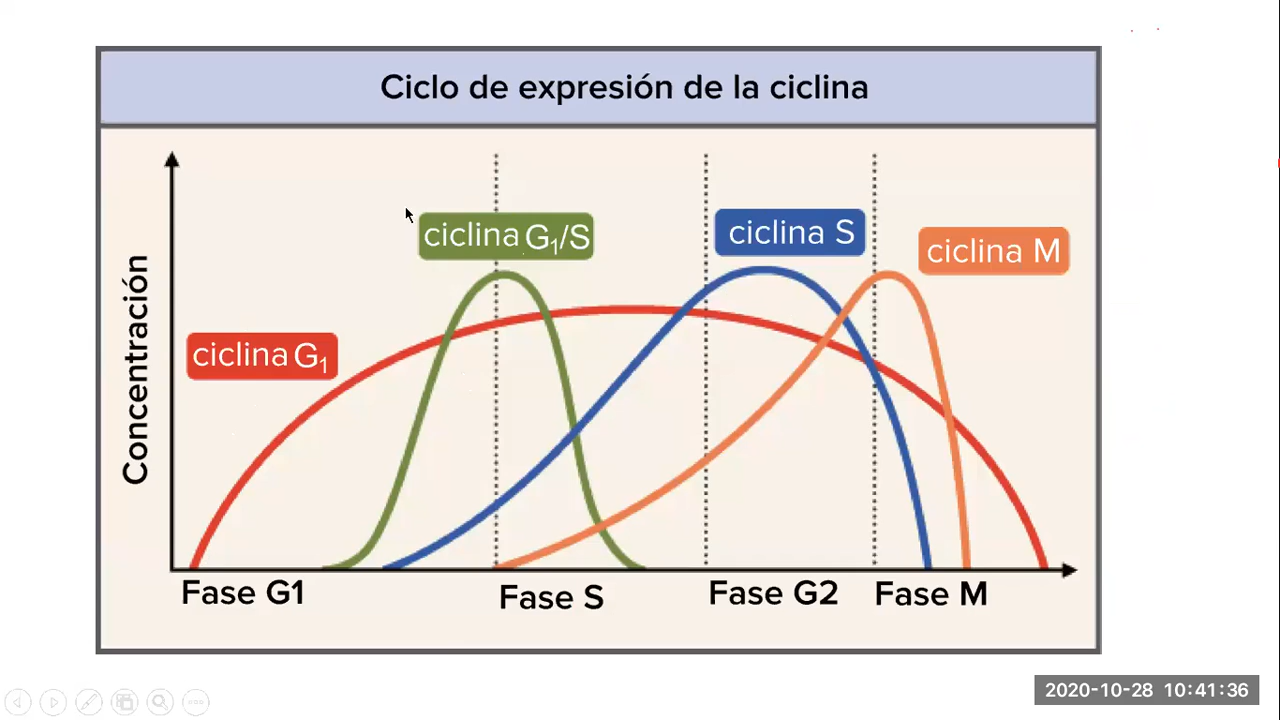 Ciclo de expresión de la ciclina
ciclina G₁/S
ciclina S
ciclina M
ciclina G₁
Concentración
Fase G1
Fase S
Fase G2
Fase M
2020-10-28 10:41:36